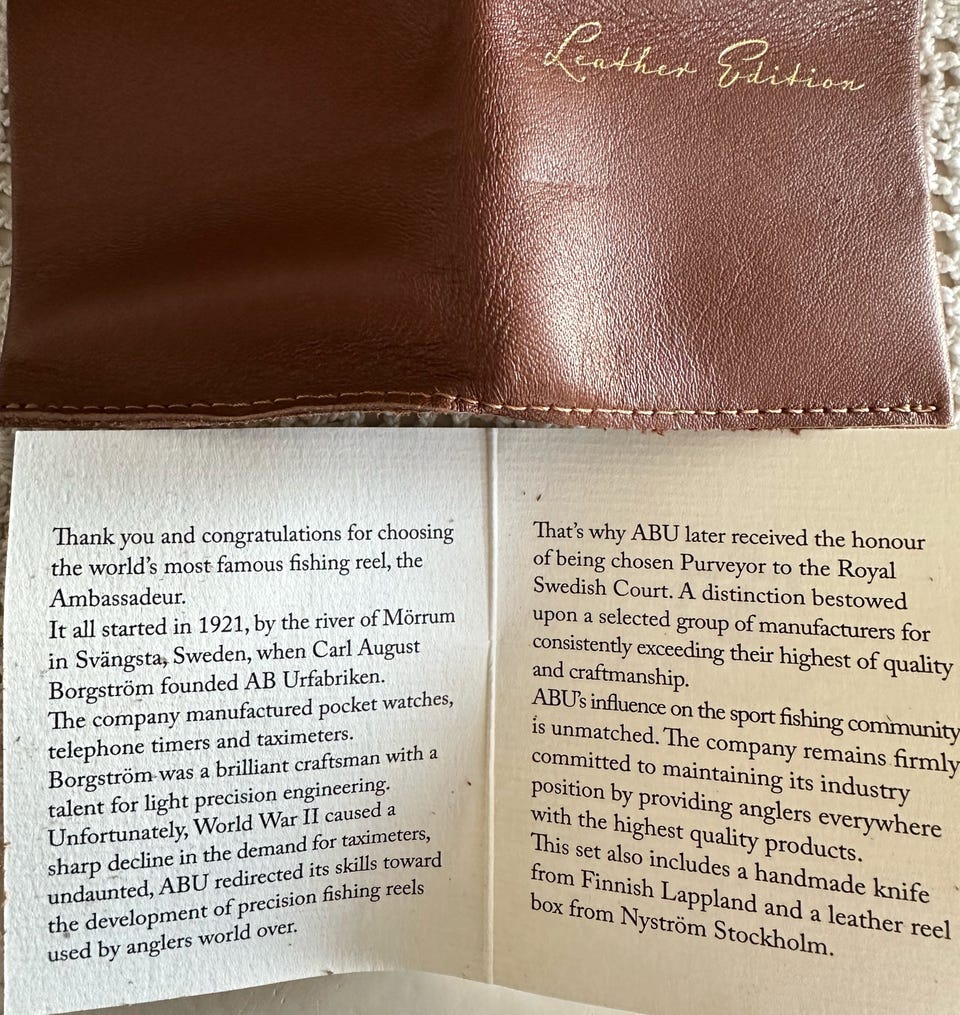 Leather Edition
Thank you and congratulations for choosing
the world's most famous fishing reel, the
Ambassadeur.
It all started in 1921, by the river of Mörrum
in Svängsta, Sweden, when Carl August
Borgström founded AB Urfabriken.
The company manufactured pocket watches,
telephone timers and taximeters.
Borgström was a brilliant craftsman with a
talent for light precision engineering.
Unfortunately, World War II caused a
sharp decline in the demand for taximeters,
undaunted, ABU redirected its skills toward
the development of precision fishing reels
used by anglers world over.
That's why ABU later received the honour
of being chosen Purveyor to the Royal
Swedish Court. A distinction bestowed
upon a selected group of manufacturers for
consistently exceeding their highest of quality
and craftmanship.
ABU's influence on the sport fishing community
is unmatched. The company remains firmly
committed to maintaining its industry
position by providing anglers everywhere
with the highest quality products.
This set also includes a handmade knife
from Finnish Lappland and a leather reel
box from Nyström Stockholm.